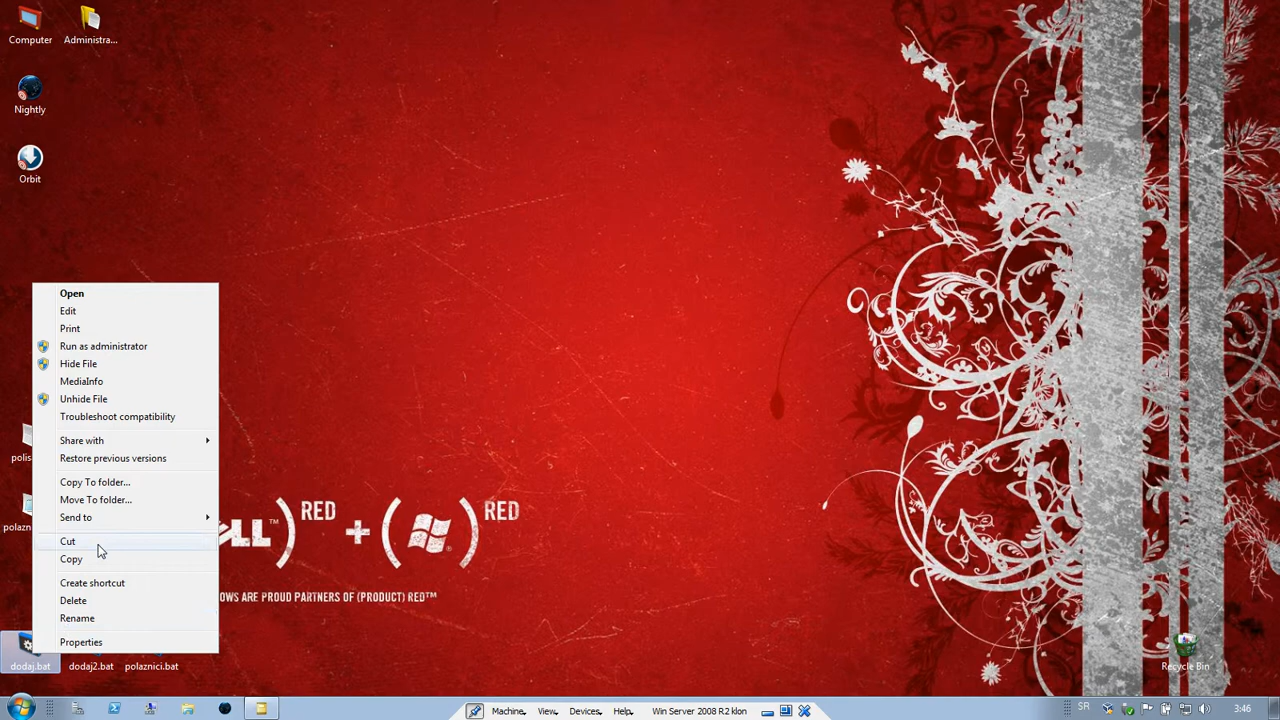 Computer
Administra...
Nightly
Orbit
Open
Edit
Print
Run as administrator
Hide File
MediaInfo
Unhide File
Troubleshoot compatibility
Share with
Restore previous versions
Copy To folder...
Move To folder...
Send to
Cut
Copy
Create shortcut
Delete
Rename
Properties
polis
polazn
RED + ( ) RED
OWS ARE PROUD PARTNERS OF (PRODUCT) RED™
dodaj.bat
dodaj2.bat
polaznici.bat
Recycle Bin
Machine
View
Devices
Help
Win Server 2008 R2 klon
SR
3:46